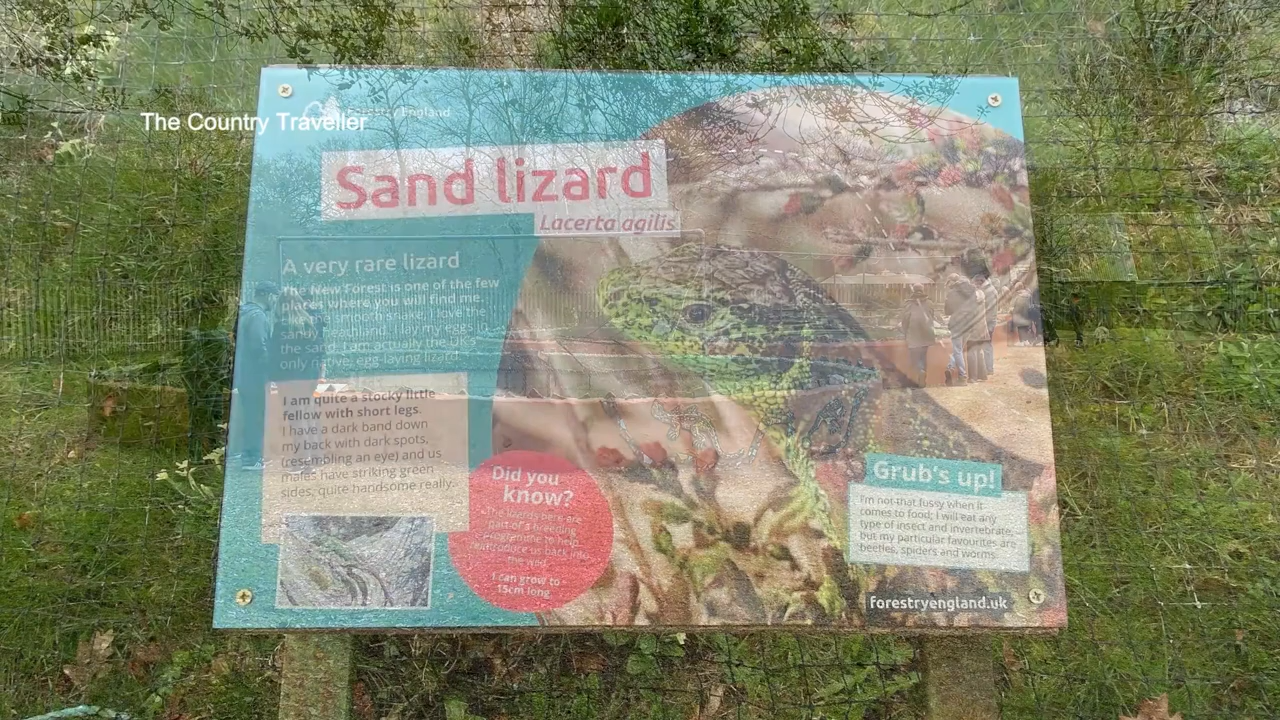 The Country Traveller
Forestry England
Sand lizard
Lacerta agilis
A very rare lizard
The New Forest is one of the few
places where you will find me.
Like the smooth snake, I love the
sandy heathland. I lay my eggs in
the sand. I am actually the UK's
only native, egg-laying lizard.
I am quite a stocky little
fellow with short legs.
I have a dark band down
my back with dark spots,
(resembling an eye) and us
males have striking green
sides, quite handsome really.
Did you
know?
The lizards here are
part of a breeding
programme to help
reintroduce us back into
the wild.
I can grow to
15cm long.
Grub's up!
I'm not that fussy when it
comes to food; I will eat any
type of insect and invertebrate,
but my particular favourites are
beetles, spiders and worms.
forestryengland.uk